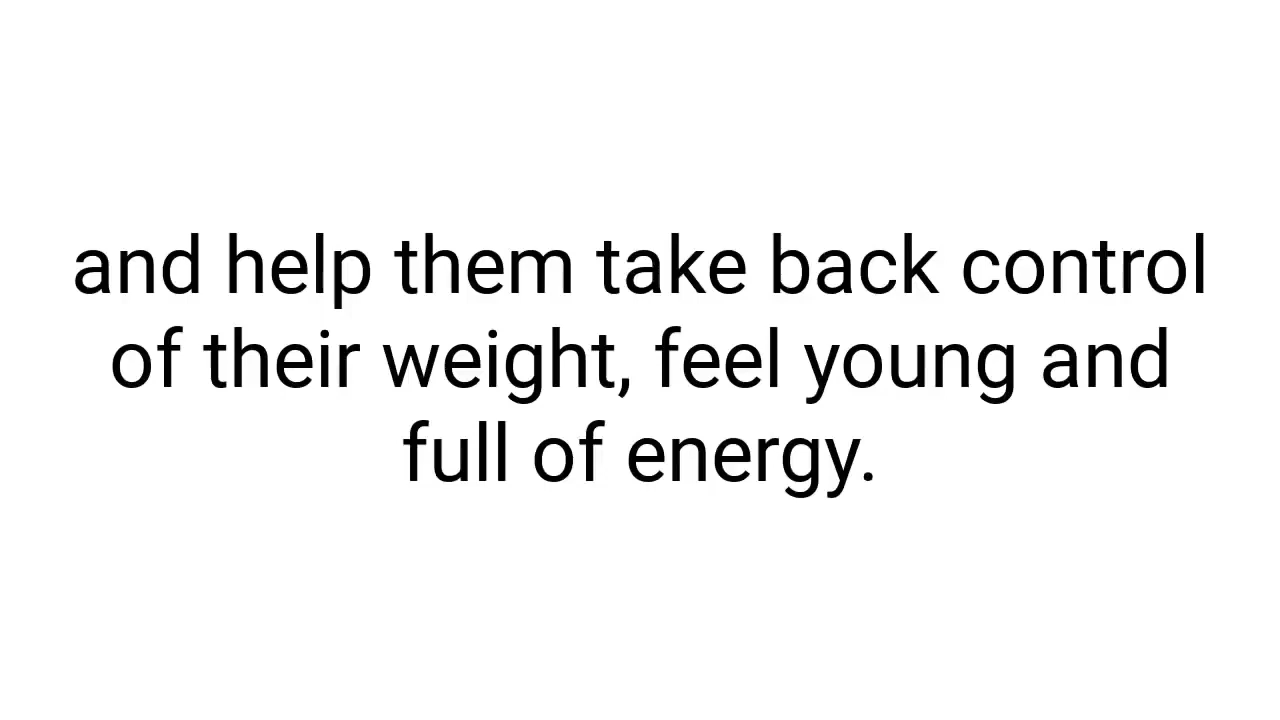 and help them take back control
of their weight, feel young and
full of energy.